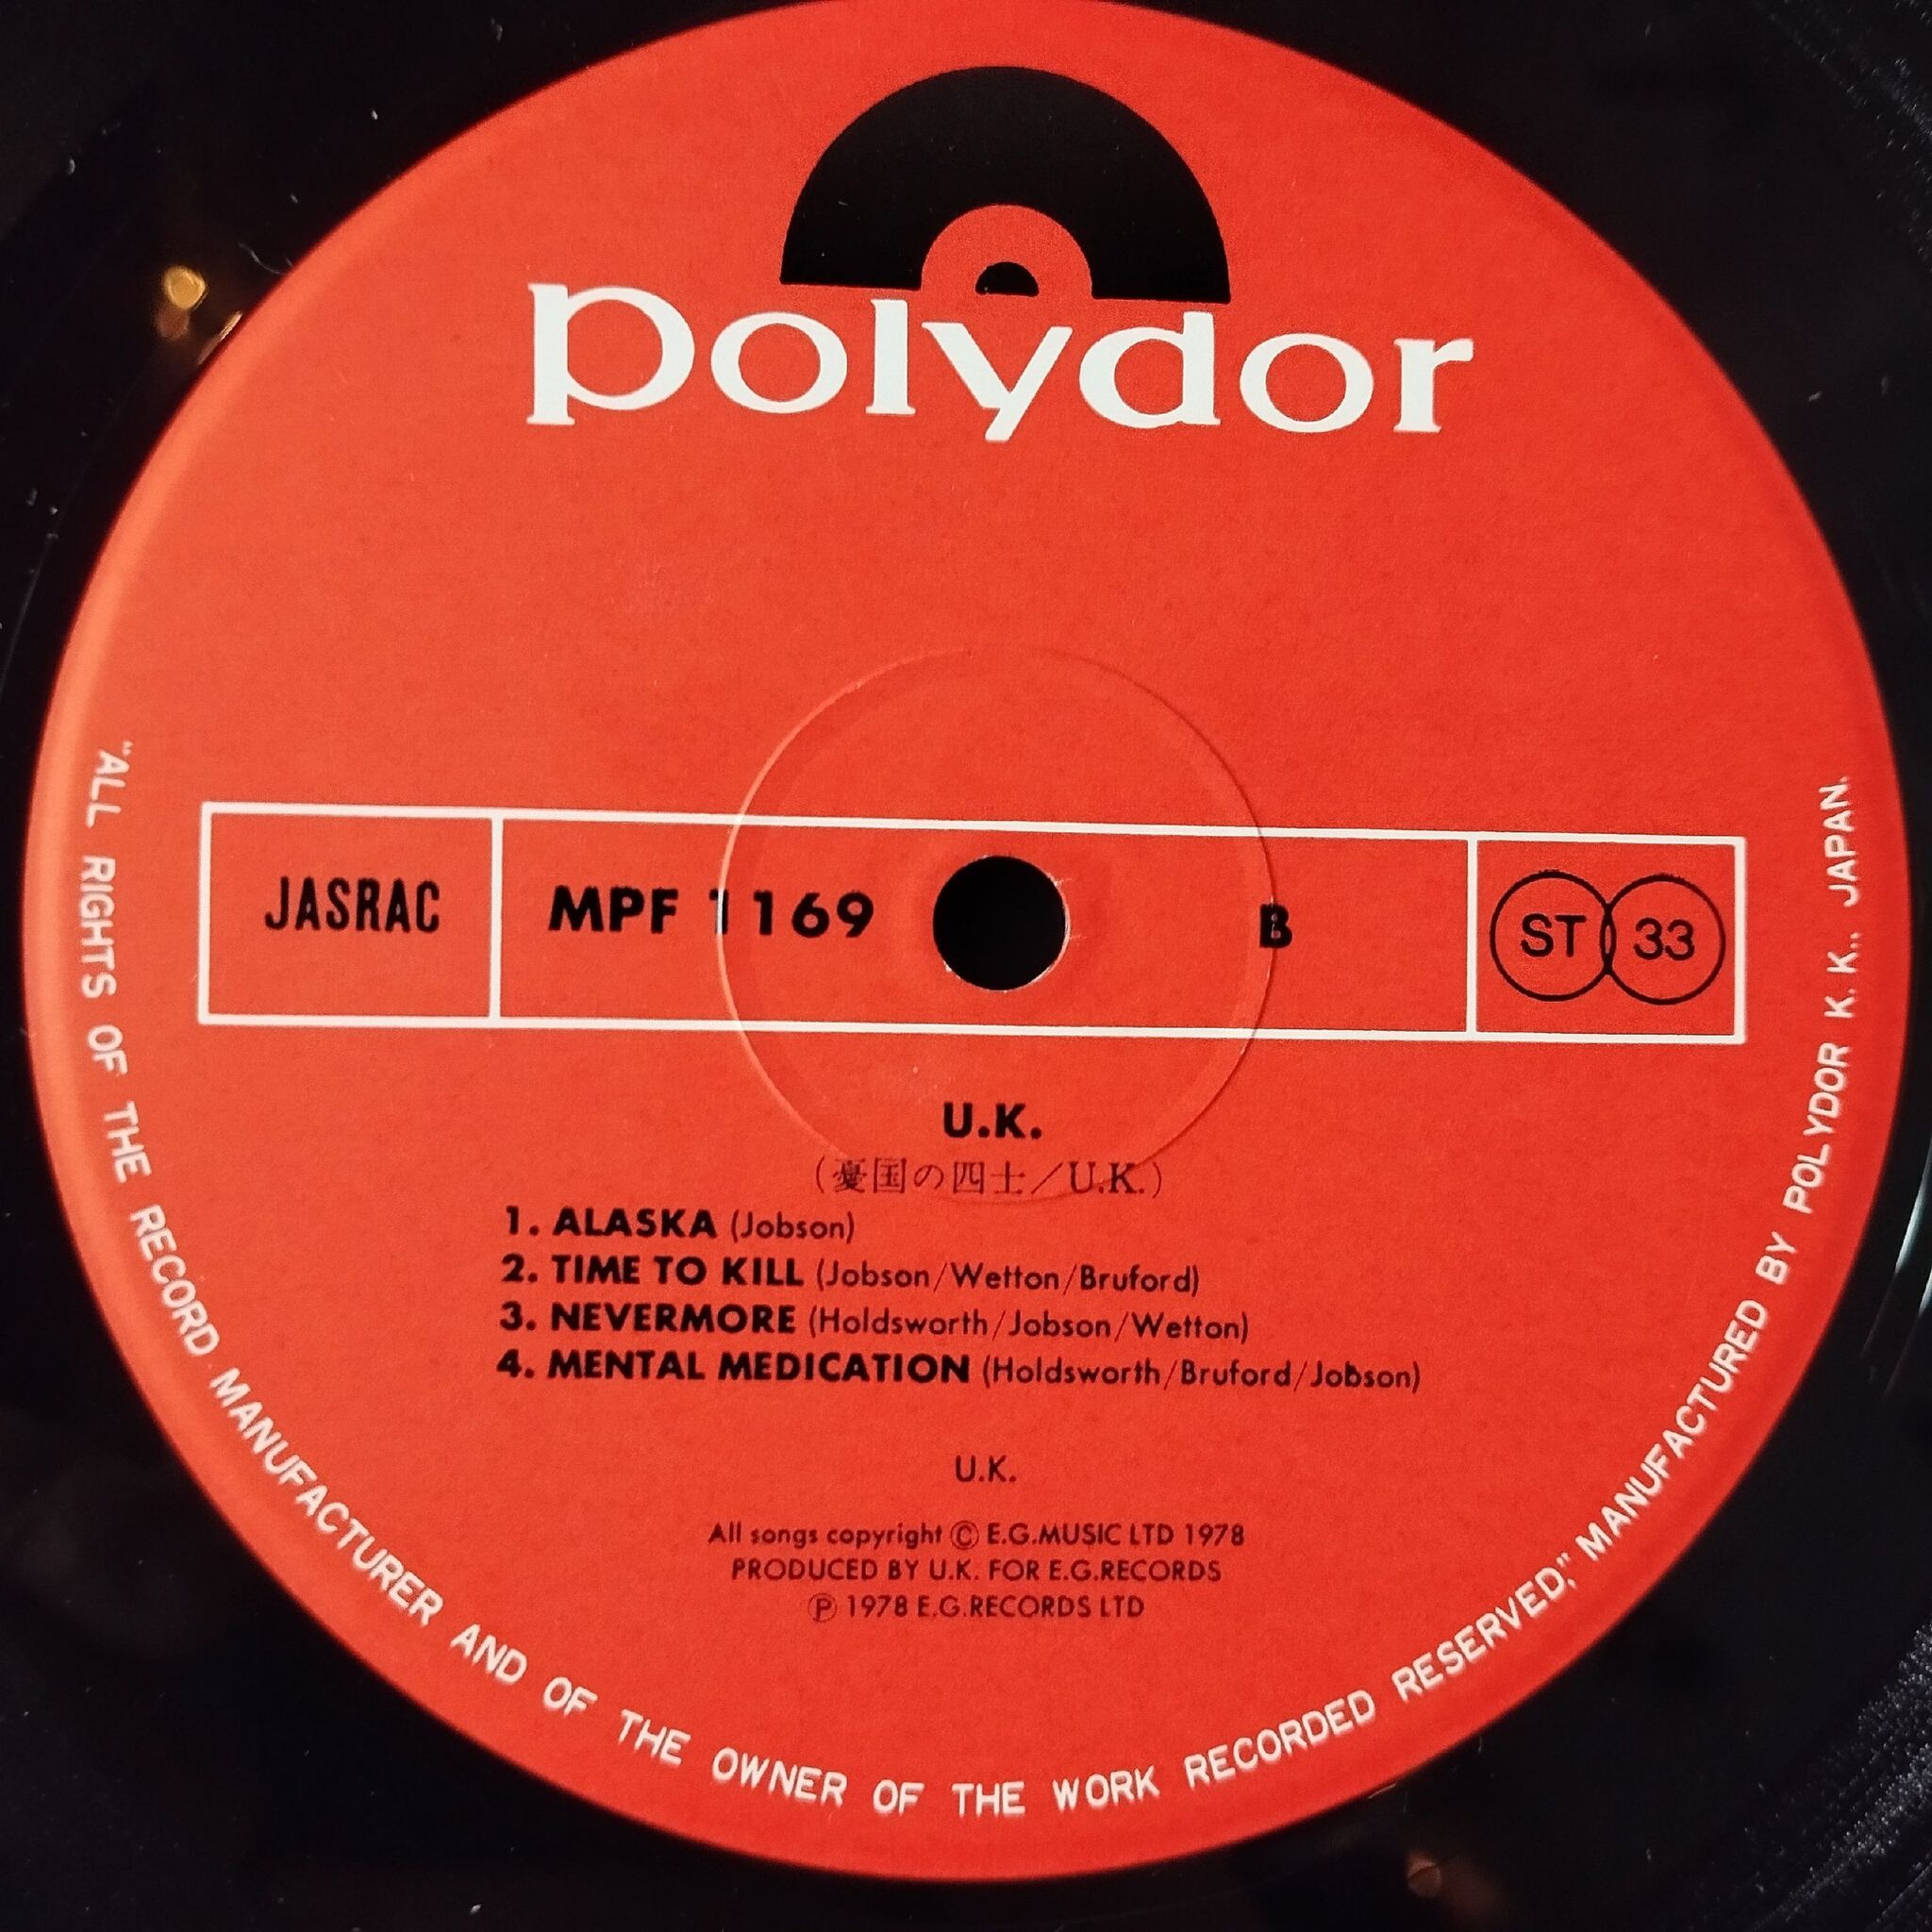 polydor
JASRAC
MPF 1169
B
ST 33
U.K.
(憂国の四士/U.K.)
1. ALASKA (Jobson)
2. TIME TO KILL (Jobson/Wetton/Bruford)
3. NEVERMORE (Holdsworth/Jobson/Wetton)
4. MENTAL MEDICATION (Holdsworth/Bruford/Jobson)
U.K.
All songs copyright © E.G.MUSIC LTD 1978
PRODUCED BY U.K. FOR E.G.RECORDS
℗ 1978 E.G.RECORDS LTD
"ALL RIGHTS OF THE RECORD MANUFACTURER AND OF THE OWNER OF THE WORK RECORDED RESERVED;" MANUFACTURED BY POLYDOR K. K., JAPAN.